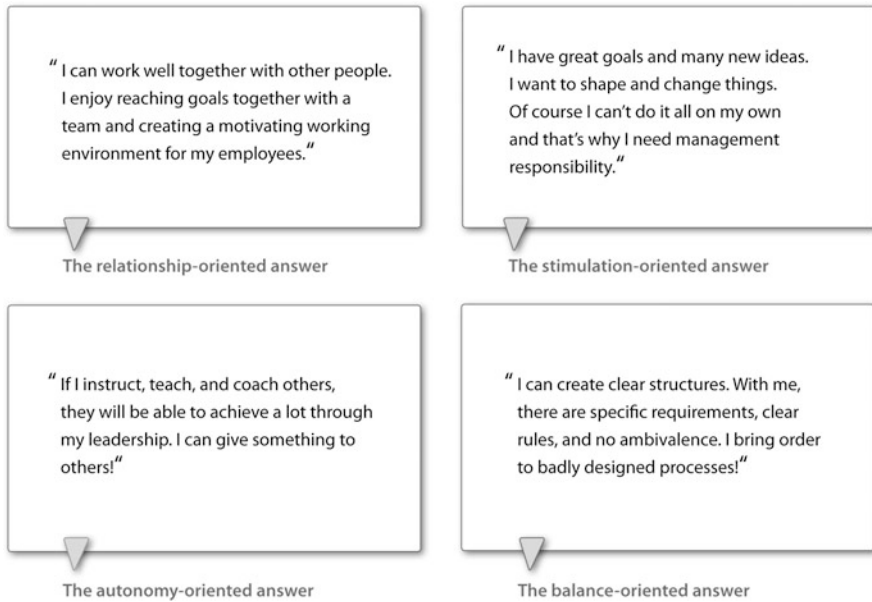 “ I can work well together with other people.
I enjoy reaching goals together with a
team and creating a motivating working
environment for my employees.“
The relationship-oriented answer
“ I have great goals and many new ideas.
I want to shape and change things.
Of course I can’t do it all on my own
and that’s why I need management
responsibility.“
The stimulation-oriented answer
“ If I instruct, teach, and coach others,
they will be able to achieve a lot through
my leadership. I can give something to
others!“
The autonomy-oriented answer
“ I can create clear structures. With me,
there are specific requirements, clear
rules, and no ambivalence. I bring order
to badly designed processes!“
The balance-oriented answer